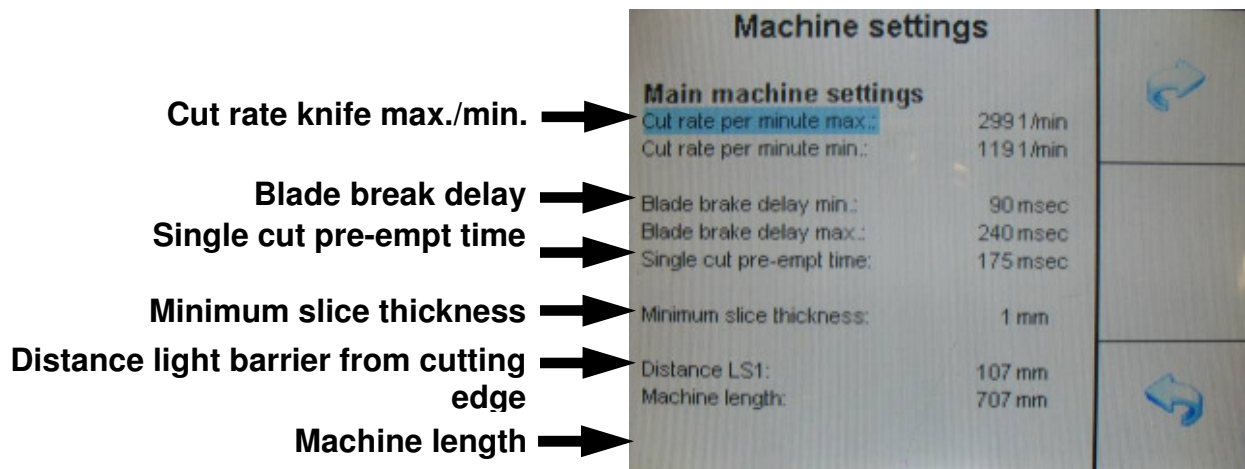 Machine settings
Main machine settings
Cut rate knife max./min.
Cut rate per minute max.: 299 1/min
Cut rate per minute min.: 119 1/min
Blade break delay
Blade brake delay min.: 90 msec
Single cut pre-empt time
Blade brake delay max.: 240 msec
Single cut pre-empt time: 175 msec
Minimum slice thickness
Minimum slice thickness: 1 mm
Distance light barrier from cutting
edge
Distance LS1: 107 mm
Machine length: 707 mm
Machine length